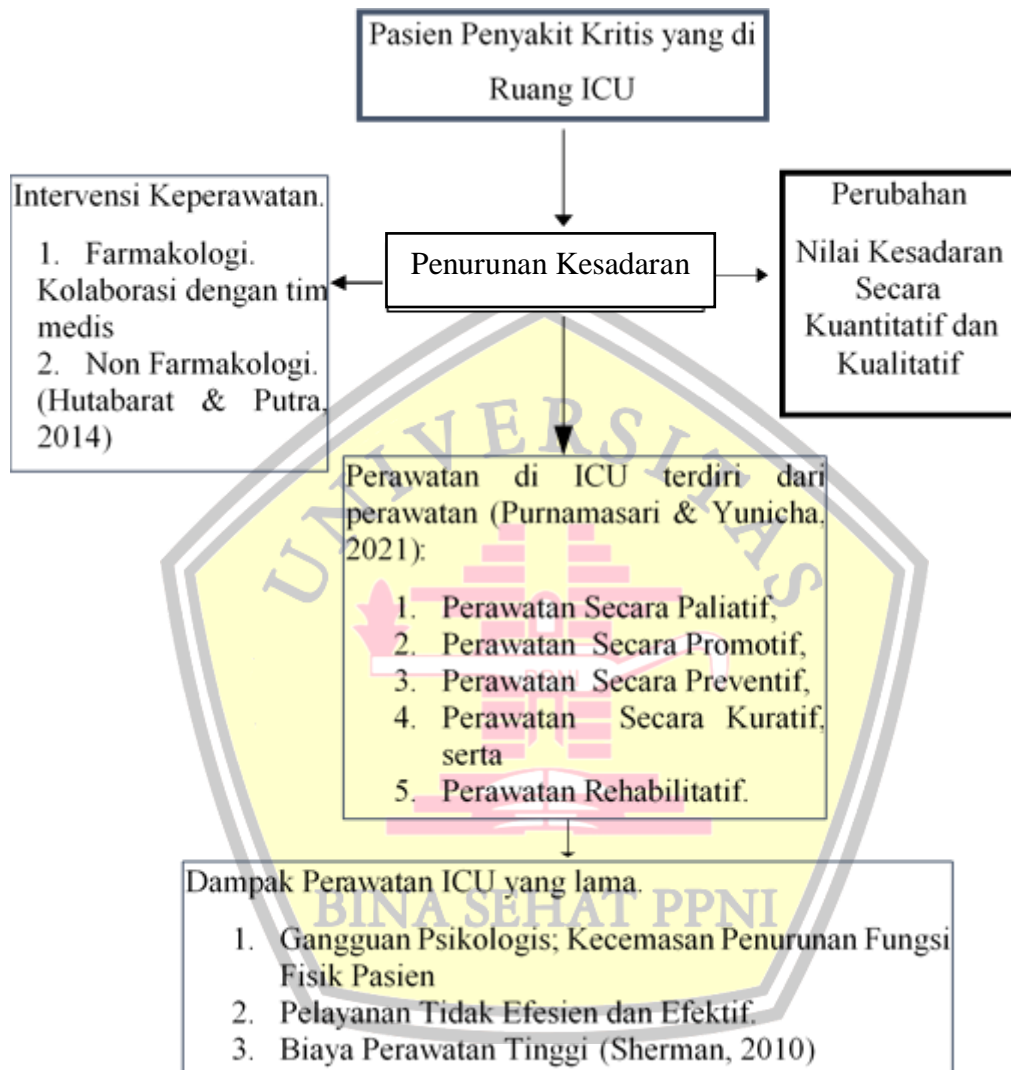 Pasien Penyakit Kritis yang di
Ruang ICU
Intervensi Keperawatan.
1. Farmakologi.
Kolaborasi dengan tim
medis
2. Non Farmakologi.
(Hutabarat & Putra,
2014)
Penurunan Kesadaran
Perubahan
Nilai Kesadaran
Secara
Kuantitatif dan
Kualitatif
UNIVERSITAS
Perawatan di ICU terdiri dari
perawatan (Purnamasari & Yunicha,
2021):
1. Perawatan Secara Paliatif,
2. Perawatan Secara Promotif,
3. Perawatan Secara Preventif,
4. Perawatan Secara Kuratif,
serta
5. Perawatan Rehabilitatif.
PPNI
Dampak Perawatan ICU yang lama.
BINA SEHAT PPNI
1. Gangguan Psikologis; Kecemasan Penurunan Fungsi
Fisik Pasien
2. Pelayanan Tidak Efesien dan Efektif.
3. Biaya Perawatan Tinggi (Sherman, 2010)